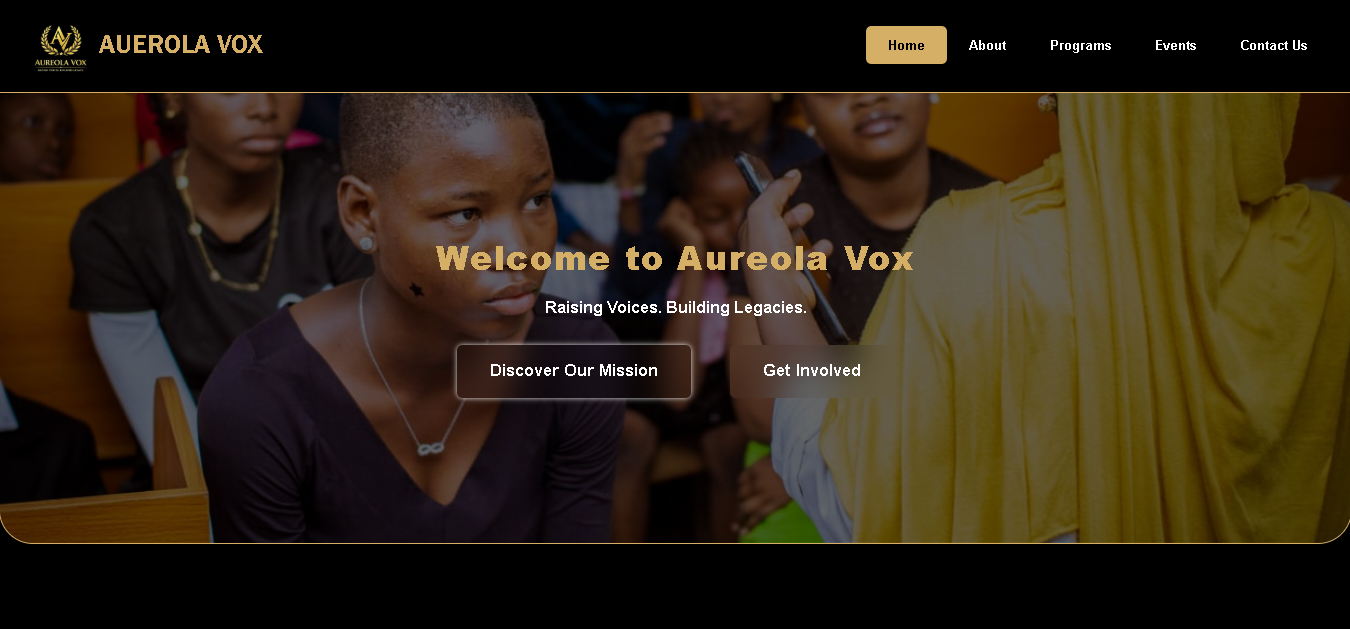 AUREOLA VOX
AUEROLA VOX
Home
About
Programs
Events
Contact Us
Welcome to Aureola Vox
Raising Voices. Building Legacies.
Discover Our Mission
Get Involved